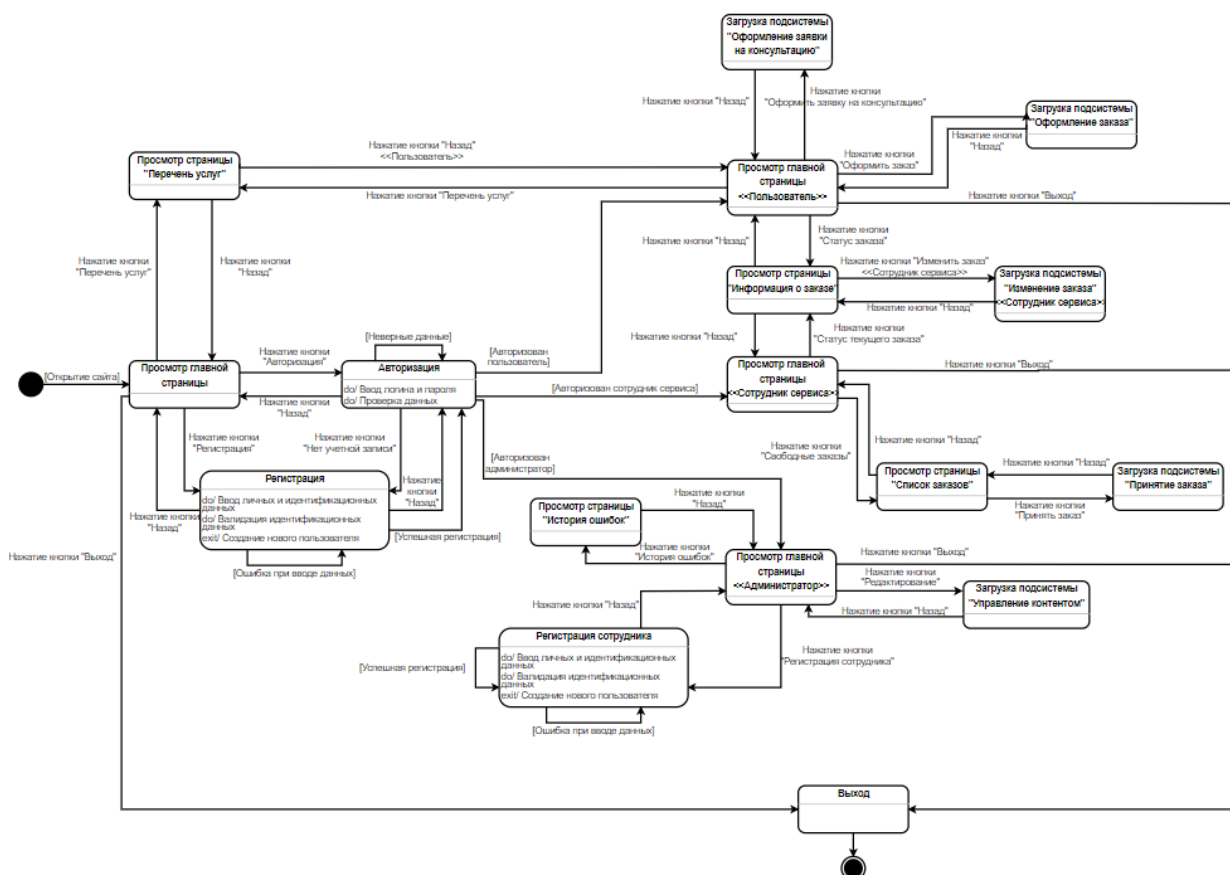 Загрузка подсистемы
"Оформление заявки
на консультацию"
Нажатие кнопки "Назад"
Нажатие кнопки
"Оформить заявку на консультацию"
Загрузка подсистемы
"Оформление заказа"
Нажатие кнопки
"Назад"
Нажатие кнопки
"Оформить заказ"
Нажатие кнопки "Назад"
<<Пользователь>>
Просмотр страницы
"Перечень услуг"
Просмотр главной
страницы
<<Пользователь>>
Нажатие кнопки "Перечень услуг"
Нажатие кнопки "Выход"
Нажатие кнопки
"Перечень услуг"
Нажатие кнопки
"Назад"
Нажатие кнопки "Назад"
Нажатие кнопки
"Статус заказа"
Просмотр страницы
"Информация о заказе"
Нажатие кнопки "Изменить заказ"
<<Сотрудник сервиса>>
Нажатие кнопки "Назад"
Загрузка подсистемы
"Изменение заказа"
<<Сотрудник сервиса>>
Нажатие кнопки "Назад"
Нажатие кнопки
"Статус текущего заказа"
[Неверные данные]
[Открытие сайта]
Просмотр главной
страницы
Нажатие кнопки
"Авторизация"
Нажатие кнопки
"Назад"
Авторизация
do/ Ввод логина и пароля
do/ Проверка данных
[Авторизован
пользователь]
[Авторизован сотрудник сервиса]
Просмотр главной
страницы
<<Сотрудник сервиса>>
Нажатие кнопки "Выход"
Нажатие кнопки
"Регистрация"
Нажатие кнопки
"Нет учетной записи"
[Авторизован
администратор]
Нажатие кнопки
"Свободные заказы"
Нажатие кнопки "Назад"
Просмотр страницы
"Список заказов"
Нажатие кнопки "Назад"
Нажатие кнопки
"Принять заказ"
Загрузка подсистемы
"Принятие заказа"
Регистрация
do/ Ввод личных и идентификационных
данных
do/ Валидация идентификационных
данных
exit/ Создание нового пользователя
Нажатие кнопки
"Назад"
Нажатие
кнопки
"Назад"
[Успешная регистрация]
[Ошибка при вводе данных]
Нажатие кнопки "Выход"
Просмотр страницы
"История ошибок"
Нажатие кнопки
"Назад"
Нажатие кнопки
"История ошибок"
Просмотр главной
страницы
<<Администратор>>
Нажатие кнопки "Выход"
Нажатие кнопки
"Редактирование"
Нажатие кнопки "Назад"
Загрузка подсистемы
"Управление контентом"
Нажатие кнопки "Назад"
Регистрация сотрудника
do/ Ввод личных и идентификационных
данных
do/ Валидация идентификационных
данных
exit/ Создание нового пользователя
[Успешная регистрация]
Нажатие кнопки
"Регистрация сотрудника"
[Ошибка при вводе данных]
Выход